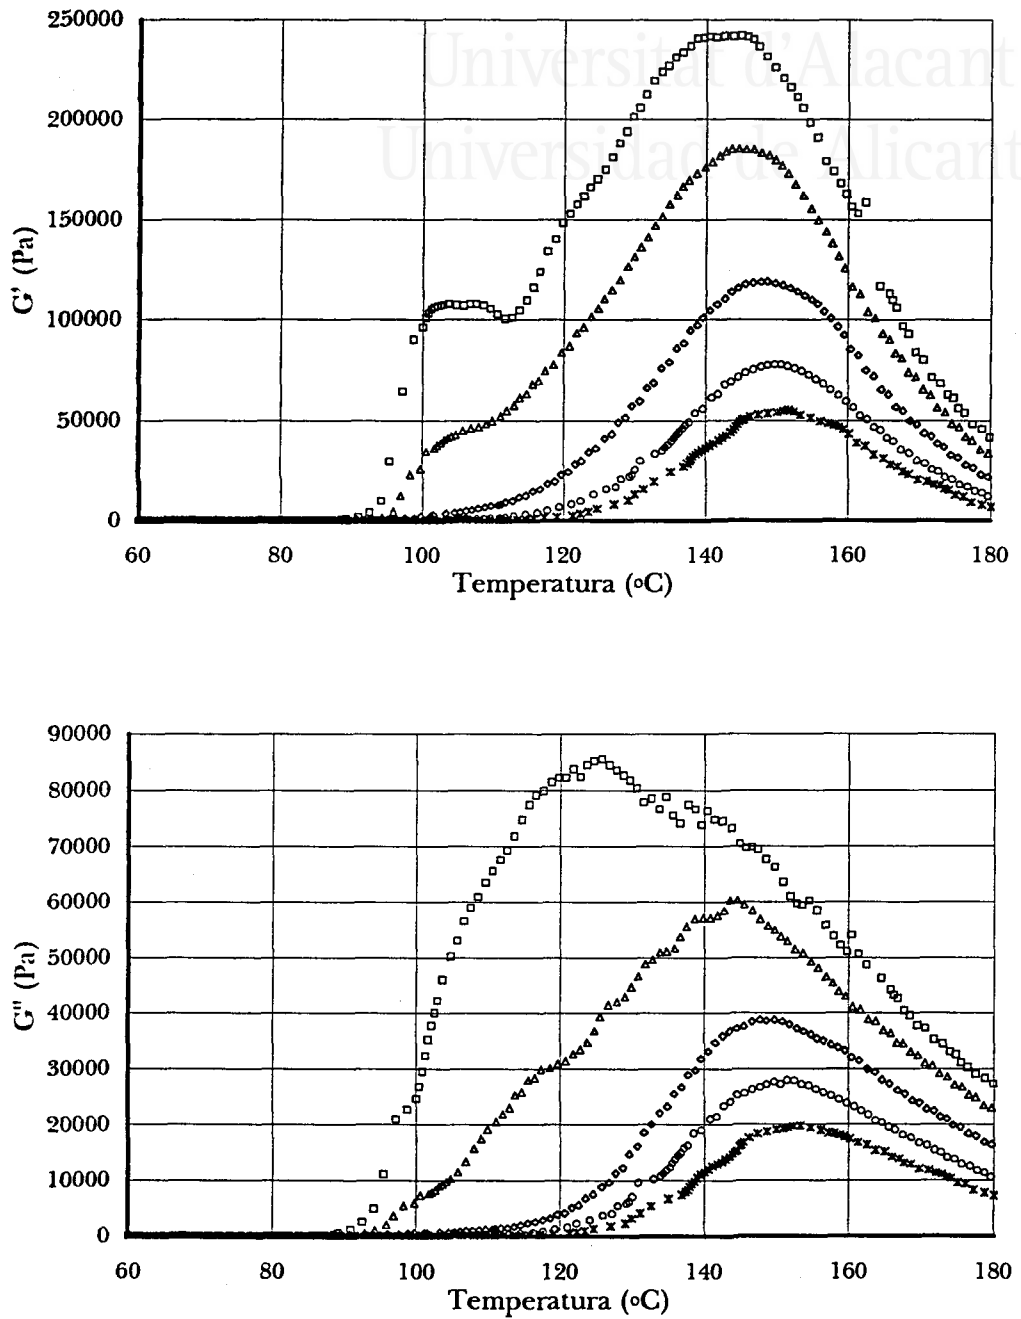 Universitat d'Alacant
Universidad de Alicante
250000
200000
150000
100000
50000
0
G' (Pa)
60 80 100 120 140 160 180
Temperatura (ºC)
90000
80000
70000
60000
50000
40000
30000
20000
10000
0
G" (Pa)
60 80 100 120 140 160 180
Temperatura (ºC)